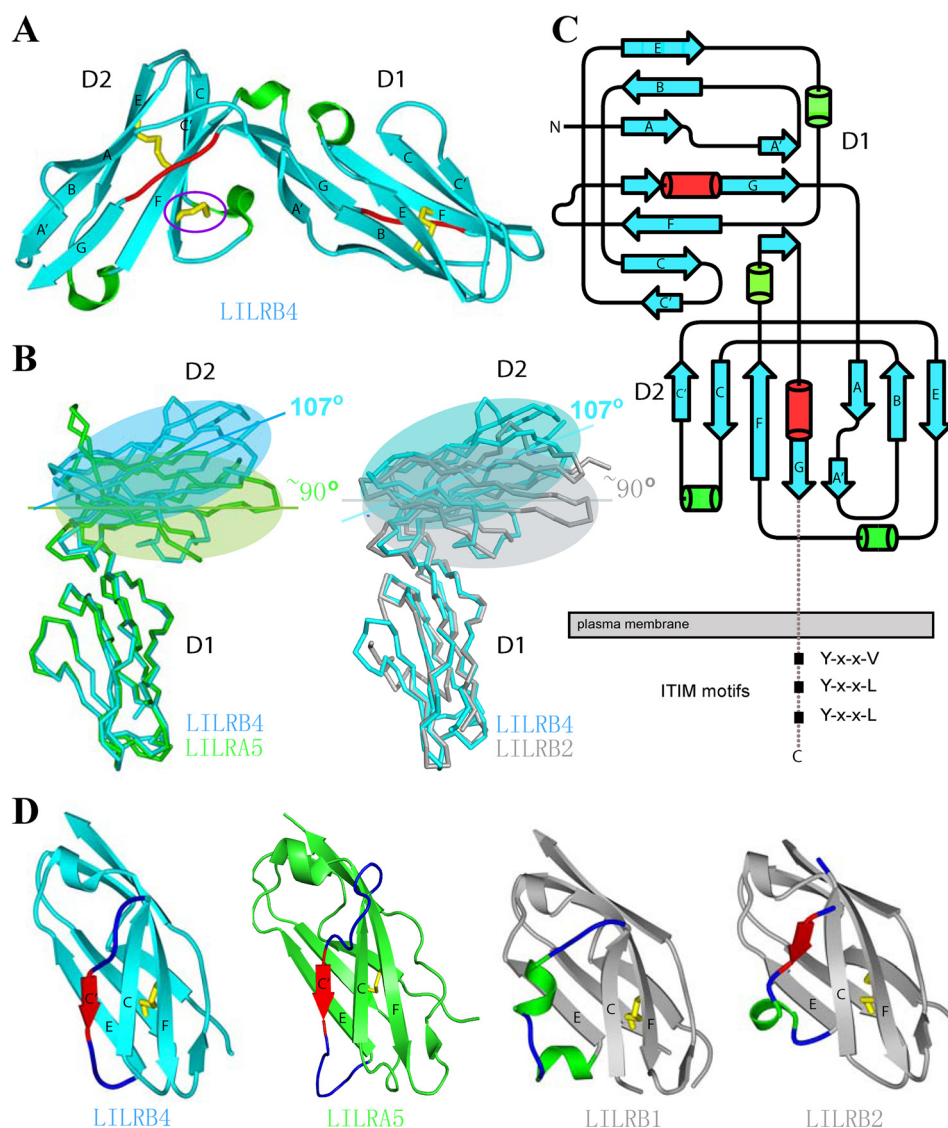 A
D2
D1
E
C
C'
A
B
F
A'
G
C
C'
G
A'
E
F
B
LILRB4
B
D2
107°
~90°
D1
LILRB4
LILRA5
D2
107°
~90°
D1
LILRB4
LILRB2
C
E
B
N
A
A'
D1
G
F
C
C'
D2
C'
C
F
G
A
A'
B
E
plasma membrane
ITIM motifs
Y-x-x-V
Y-x-x-L
Y-x-x-L
C
D
C'
C
E
F
LILRB4
C'
C
E
F
LILRA5
C
E
F
LILRB1
C
E
F
LILRB2